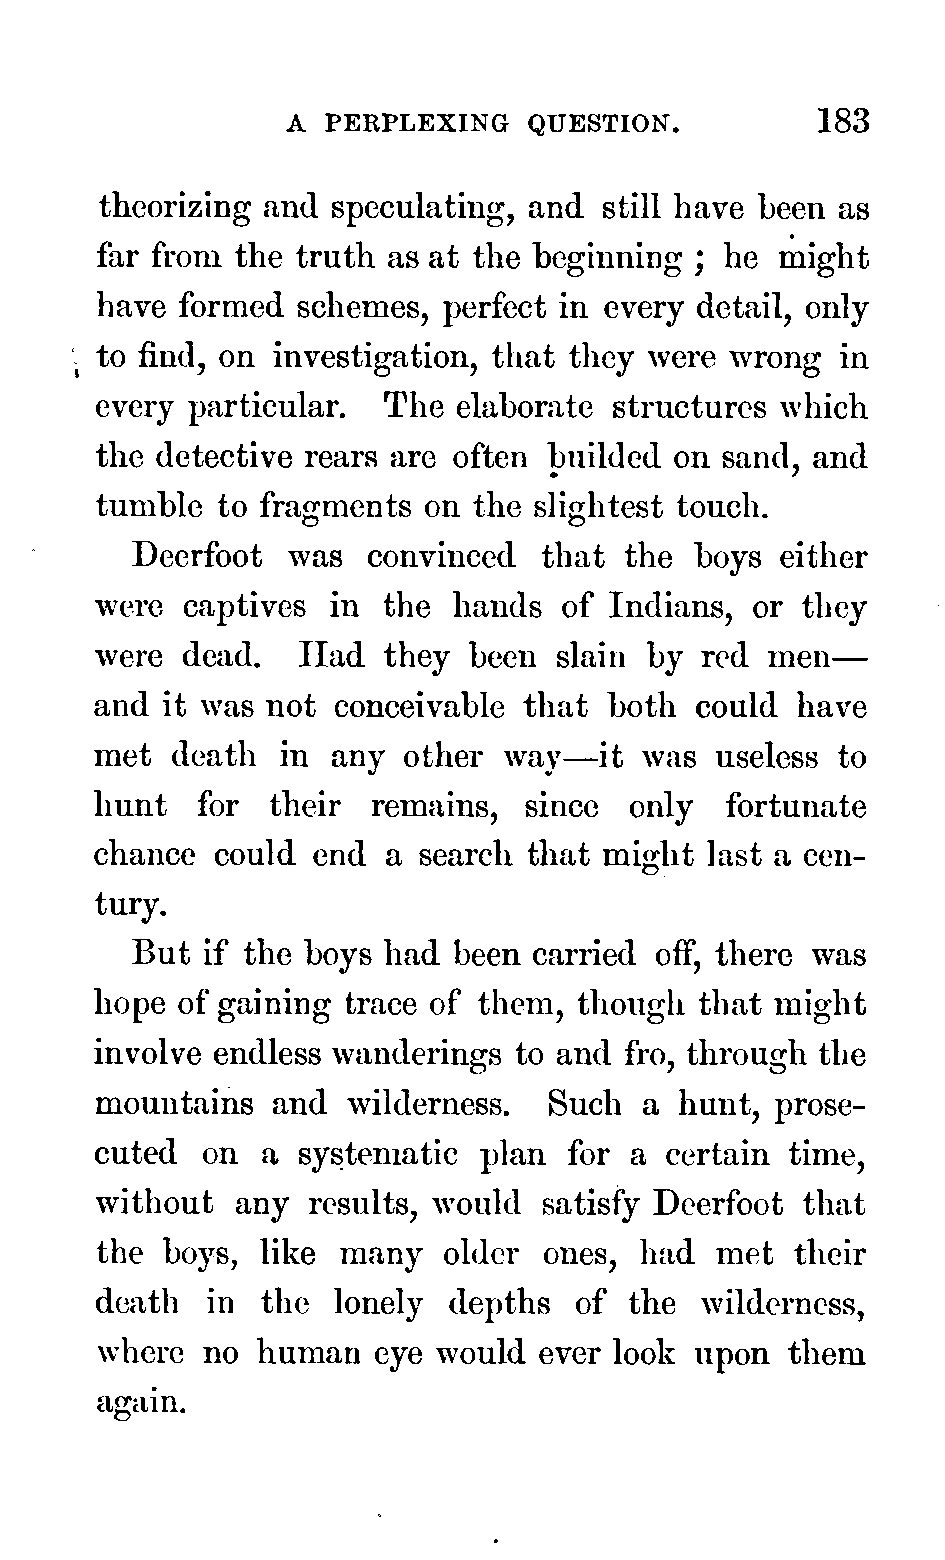 A PERPLEXING QUESTION. 183
theorizing and speculating, and still have been as
far from the truth as at the beginning ; he might
have formed schemes, perfect in every detail, only
to find, on investigation, that they were wrong in
every particular. The elaborate structures which
the detective rears are often builded on sand, and
tumble to fragments on the slightest touch.
Deerfoot was convinced that the boys either
were captives in the hands of Indians, or they
were dead. Had they been slain by red men—
and it was not conceivable that both could have
met death in any other way—it was useless to
hunt for their remains, since only fortunate
chance could end a search that might last a cen-
tury.
But if the boys had been carried off, there was
hope of gaining trace of them, though that might
involve endless wanderings to and fro, through the
mountains and wilderness. Such a hunt, prose-
cuted on a systematic plan for a certain time,
without any results, would satisfy Deerfoot that
the boys, like many older ones, had met their
death in the lonely depths of the wilderness,
where no human eye would ever look upon them
again.